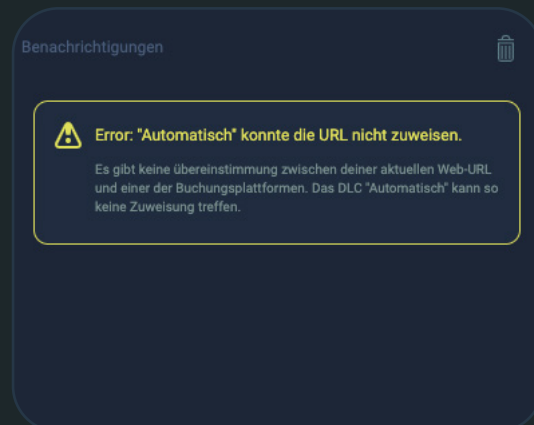 Benachrichtigungen
Error: "Automatisch" konnte die URL nicht zuweisen.
Es gibt keine übereinstimmung zwischen deiner aktuellen Web-URL
und einer der Buchungsplattformen. Das DLC "Automatisch" kann so
keine Zuweisung treffen.